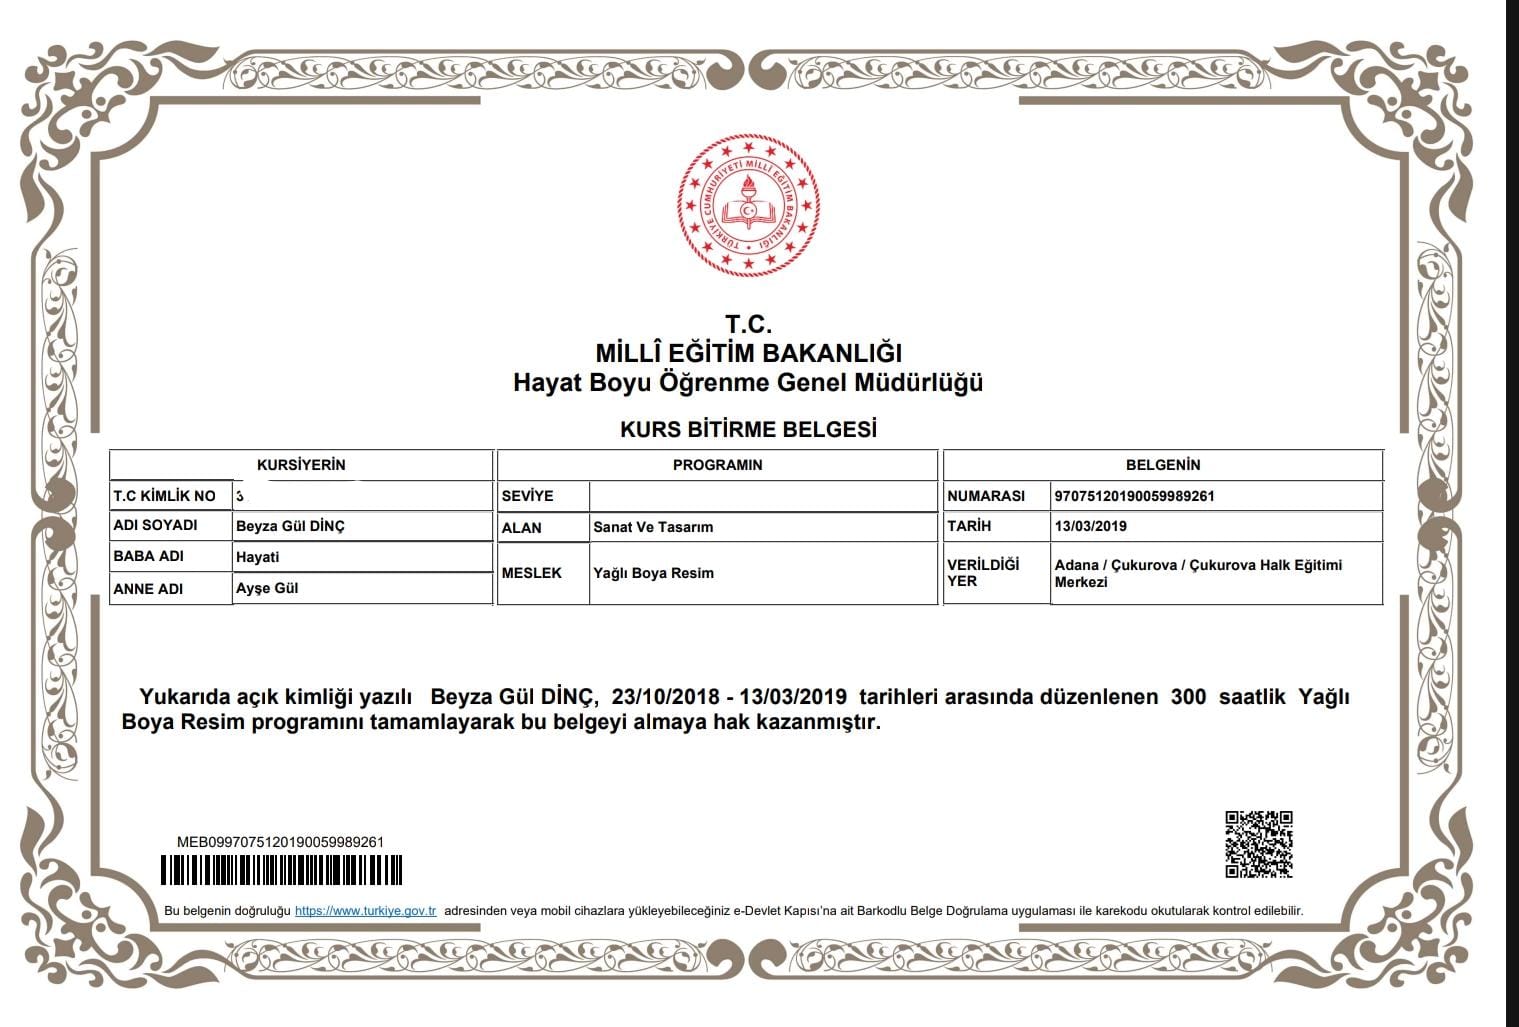 TÜRKİYE CUMHURİYETİ MİLLİ EĞİTİM BAKANLIĞI
T.C.
MİLLÎ EĞİTİM BAKANLIĞI
Hayat Boyu Öğrenme Genel Müdürlüğü
KURS BİTİRME BELGESİ
KURSİYERİN PROGRAMIN BELGENİN
T.C KİMLİK NO SEVİYE NUMARASI 97075120190059989261
ADI SOYADI Beyza Gül DİNÇ ALAN Sanat Ve Tasarım TARİH 13/03/2019
BABA ADI Hayati MESLEK Yağlı Boya Resim VERİLDİĞİ YER Adana / Çukurova / Çukurova Halk Eğitimi Merkezi
ANNE ADI Ayşe Gül
Yukarıda açık kimliği yazılı Beyza Gül DİNÇ, 23/10/2018 - 13/03/2019 tarihleri arasında düzenlenen 300 saatlik Yağlı
Boya Resim programını tamamlayarak bu belgeyi almaya hak kazanmıştır.
MEB0997075120190059989261
Bu belgenin doğruluğu https://www.turkiye.gov.tr adresinden veya mobil cihazlara yükleyebileceğiniz e-Devlet Kapısı'na ait Barkodlu Belge Doğrulama uygulaması ile karekodu okutularak kontrol edilebilir.